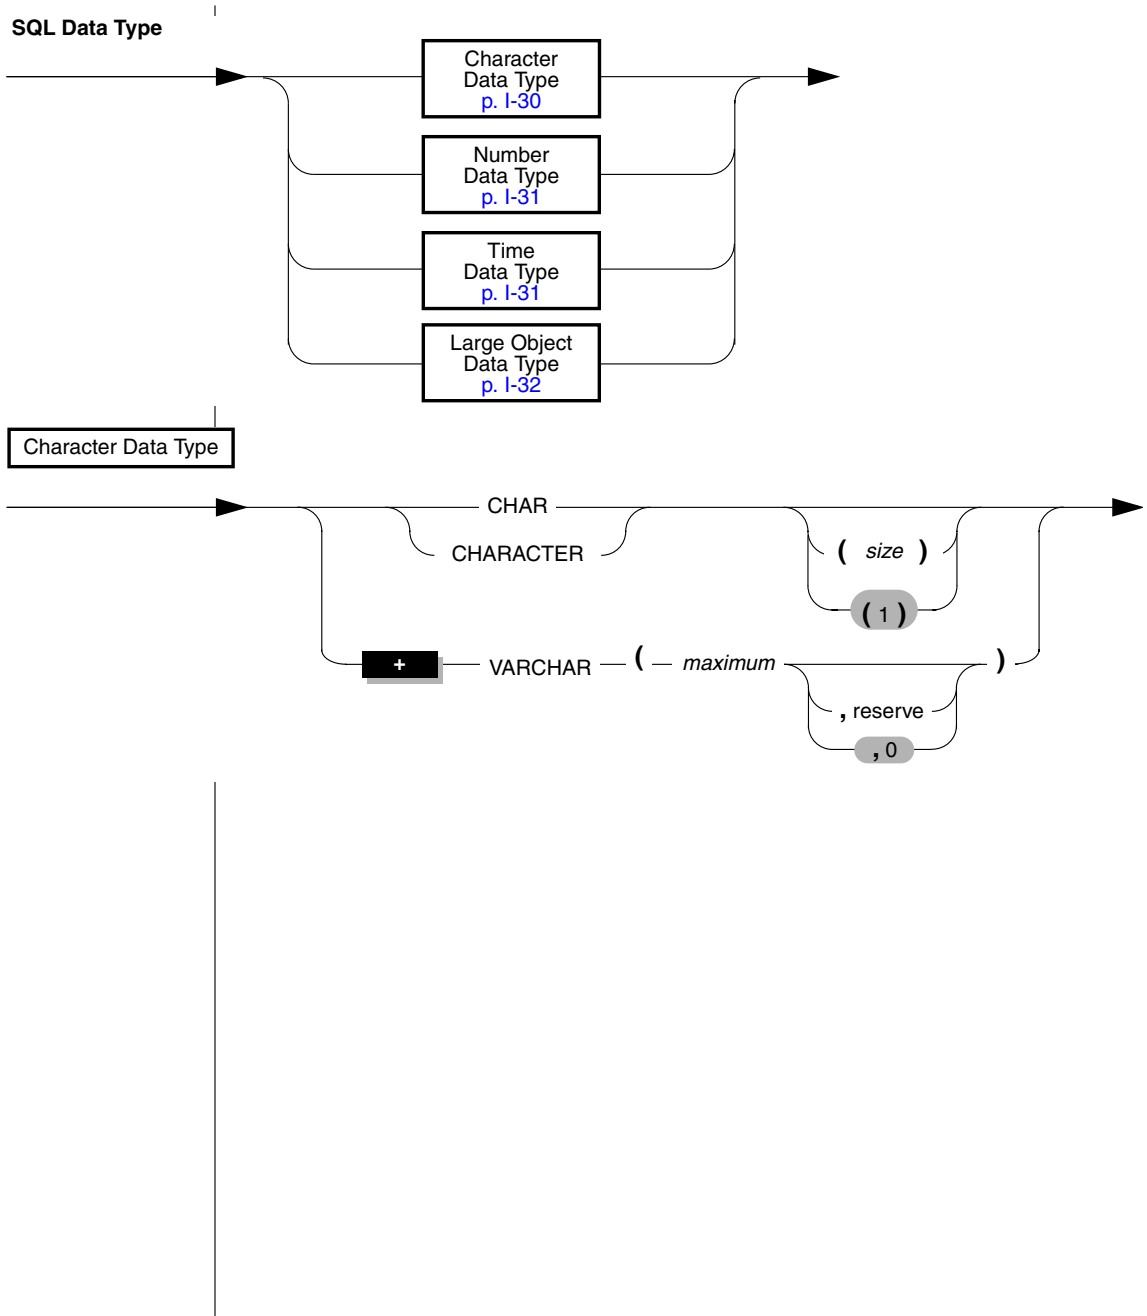 SQL Data Type
Character
Data Type
p. I-30
Number
Data Type
p. I-31
Time
Data Type
p. I-31
Large Object
Data Type
p. I-32
Character Data Type
CHAR
CHARACTER
( size )
( 1 )
+ VARCHAR ( maximum )
, reserve
, 0